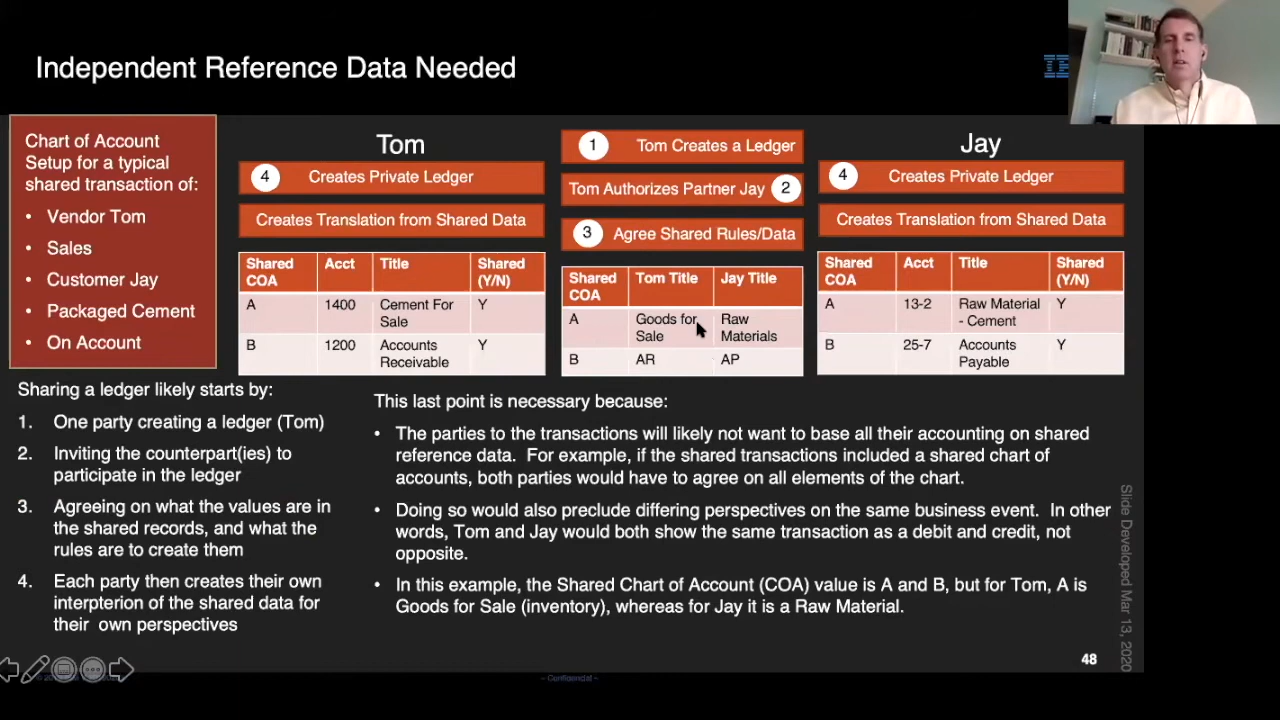 Independent Reference Data Needed
IBM
Chart of Account
Setup for a typical
shared transaction of:
• Vendor Tom
• Sales
• Customer Jay
• Packaged Cement
• On Account
Tom
4 Creates Private Ledger
Creates Translation from Shared Data
Shared COA Acct Title Shared (Y/N)
A 1400 Cement For Sale Y
B 1200 Accounts Receivable Y
1 Tom Creates a Ledger
Tom Authorizes Partner Jay 2
3 Agree Shared Rules/Data
Shared COA Tom Title Jay Title
A Goods for Sale Raw Materials
B AR AP
Jay
4 Creates Private Ledger
Creates Translation from Shared Data
Shared COA Acct Title Shared (Y/N)
A 13-2 Raw Material - Cement Y
B 25-7 Accounts Payable Y
Sharing a ledger likely starts by:
1. One party creating a ledger (Tom)
2. Inviting the counterpart(ies) to
participate in the ledger
3. Agreeing on what the values are in
the shared records, and what the
rules are to create them
4. Each party then creates their own
interpterion of the shared data for
their own perspectives
This last point is necessary because:
• The parties to the transactions will likely not want to base all their accounting on shared
reference data. For example, if the shared transactions included a shared chart of
accounts, both parties would have to agree on all elements of the chart.
• Doing so would also preclude differing perspectives on the same business event. In other
words, Tom and Jay would both show the same transaction as a debit and credit, not
opposite.
• In this example, the Shared Chart of Account (COA) value is A and B, but for Tom, A is
Goods for Sale (inventory), whereas for Jay it is a Raw Material.
Slide Developed Mar 13, 2020
48
– Confidential –